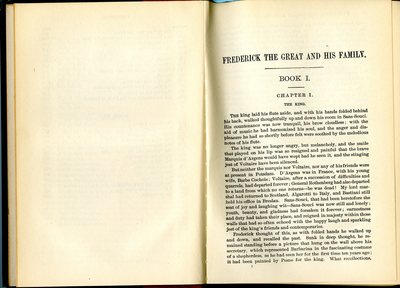 FREDERICK THE GREAT AND HIS FAMILY.
BOOK I.
CHAPTER I.
THE KING.
THE king laid his flute aside, and with his hands folded behind
his back, walked thoughtfully up and down his room in Sans-Souci.
His countenance was now tranquil, his brow cloudless; with the
aid of music he had harmonized his soul, and the anger and dis-
pleasure he had so shortly before felt were soothed by the melodious
notes of his flute.
The king was no longer angry, but melancholy, and the smile
that played on his lip was so resigned and painful that the brave
Marquis d'Argens would have wept had he seen it, and the stinging
jest of Voltaire have been silenced.
But neither the marquis nor Voltaire, nor any of his friends were
at present in Potsdam. D'Argens was in France, with his young
wife, Barbe Cochois; Voltaire, after a succession of difficulties and
quarrels, had departed forever; General Rothenberg had also departed
to a land from which no one returns—he was dead! My lord mar-
shal had returned to Scotland, Algarotti to Italy, and Bastiani still
held his office in Breslau. Sans-Souci, that had been heretofore the
seat of joy and laughing wit—Sans-Souci was now still and lonely;
youth, beauty, and gladness had forsaken it forever; earnestness
and duty had taken their place, and reigned in majesty within those
walls that had so often echoed with the happy laugh and sparkling
jest of the king's friends and contemporaries.
Frederick thought of this, as with folded hands he walked up
and down, and recalled the past. Sunk in deep thought, he re-
mained standing before a picture that hung on the wall above his
secretary, which represented Barbarina in the fascinating costume
of a shepherdess, as he had seen her for the first time ten years ago;
it had been painted by Pesne for the king. What recollections,